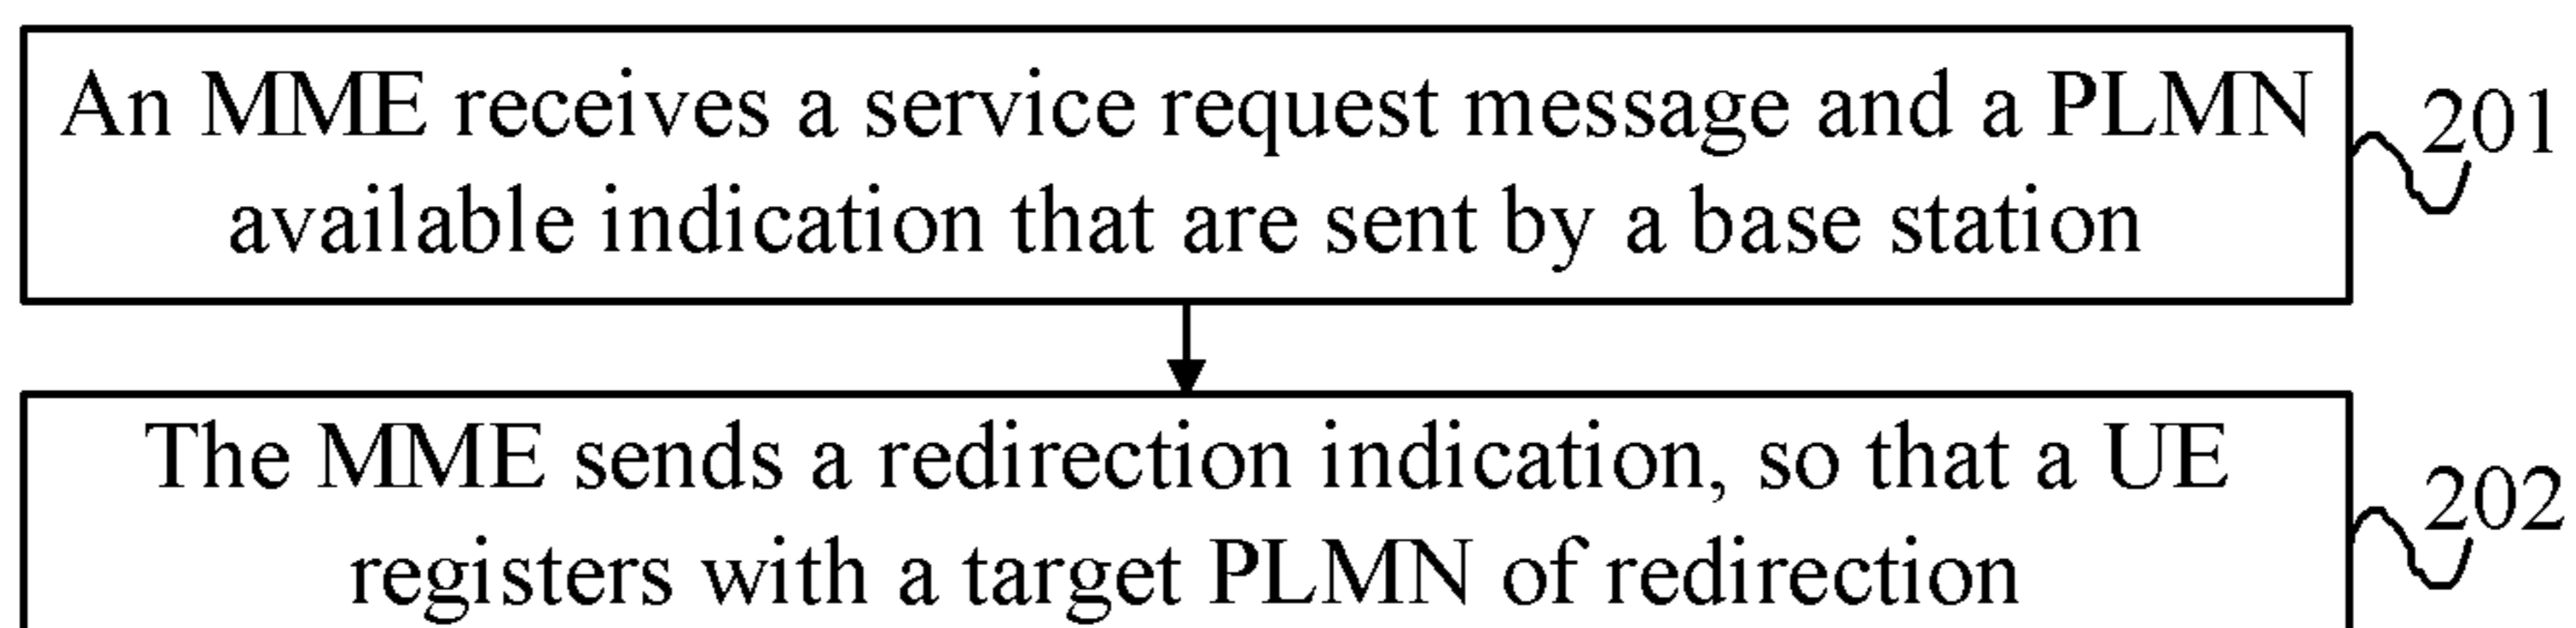 An MME receives a service request message and a PLMN
available indication that are sent by a base station
201
The MME sends a redirection indication, so that a UE
registers with a target PLMN of redirection
202